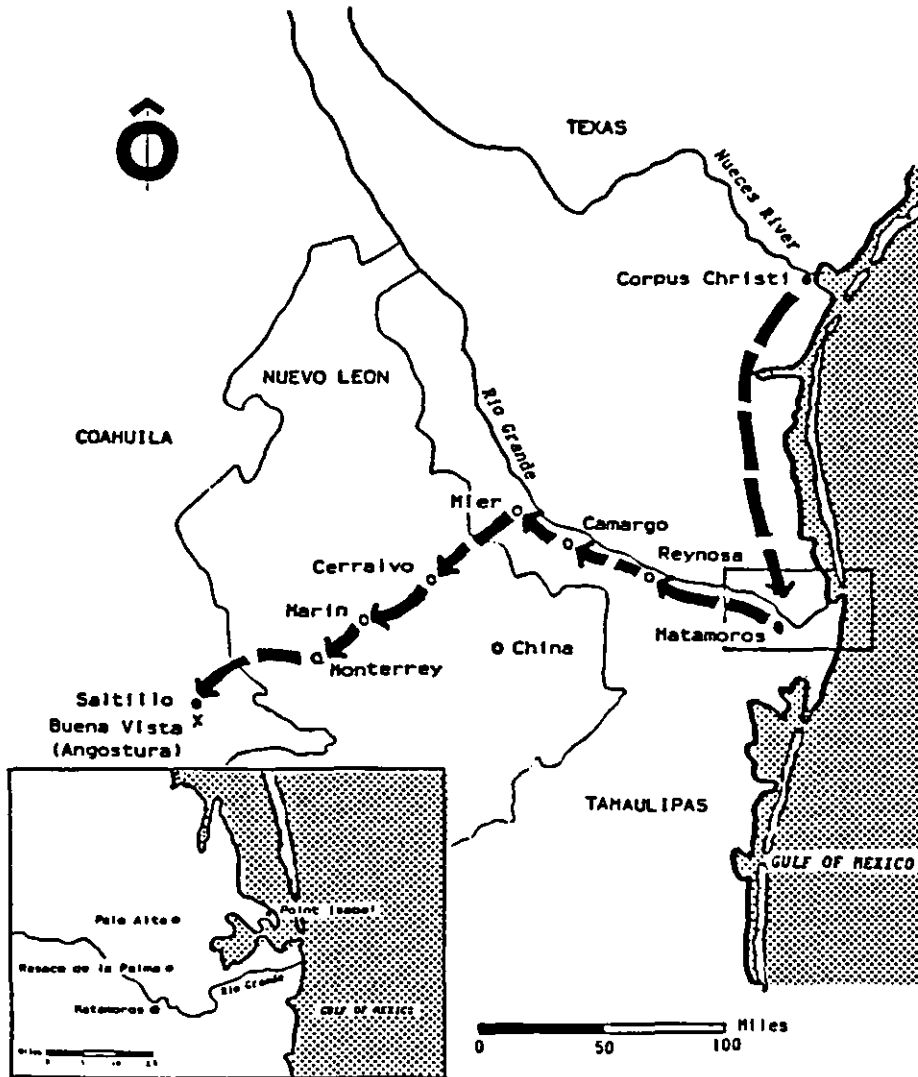 TEXAS
Nueces River
Corpus Christi
NUEVO LEON
COAHUILA
Rio Grande
Mier
Camargo
Reynosa
Cerralvo
Marin
Matamoros
China
Monterrey
Saltillo
Buena Vista
(Angostura)
TAMAULIPAS
GULF OF MEXICO
Miles
0 50 100
Palo Alto
Point Isabel
Resaca de la Palma
Rio Grande
Matamoros
GULF OF MEXICO
Miles